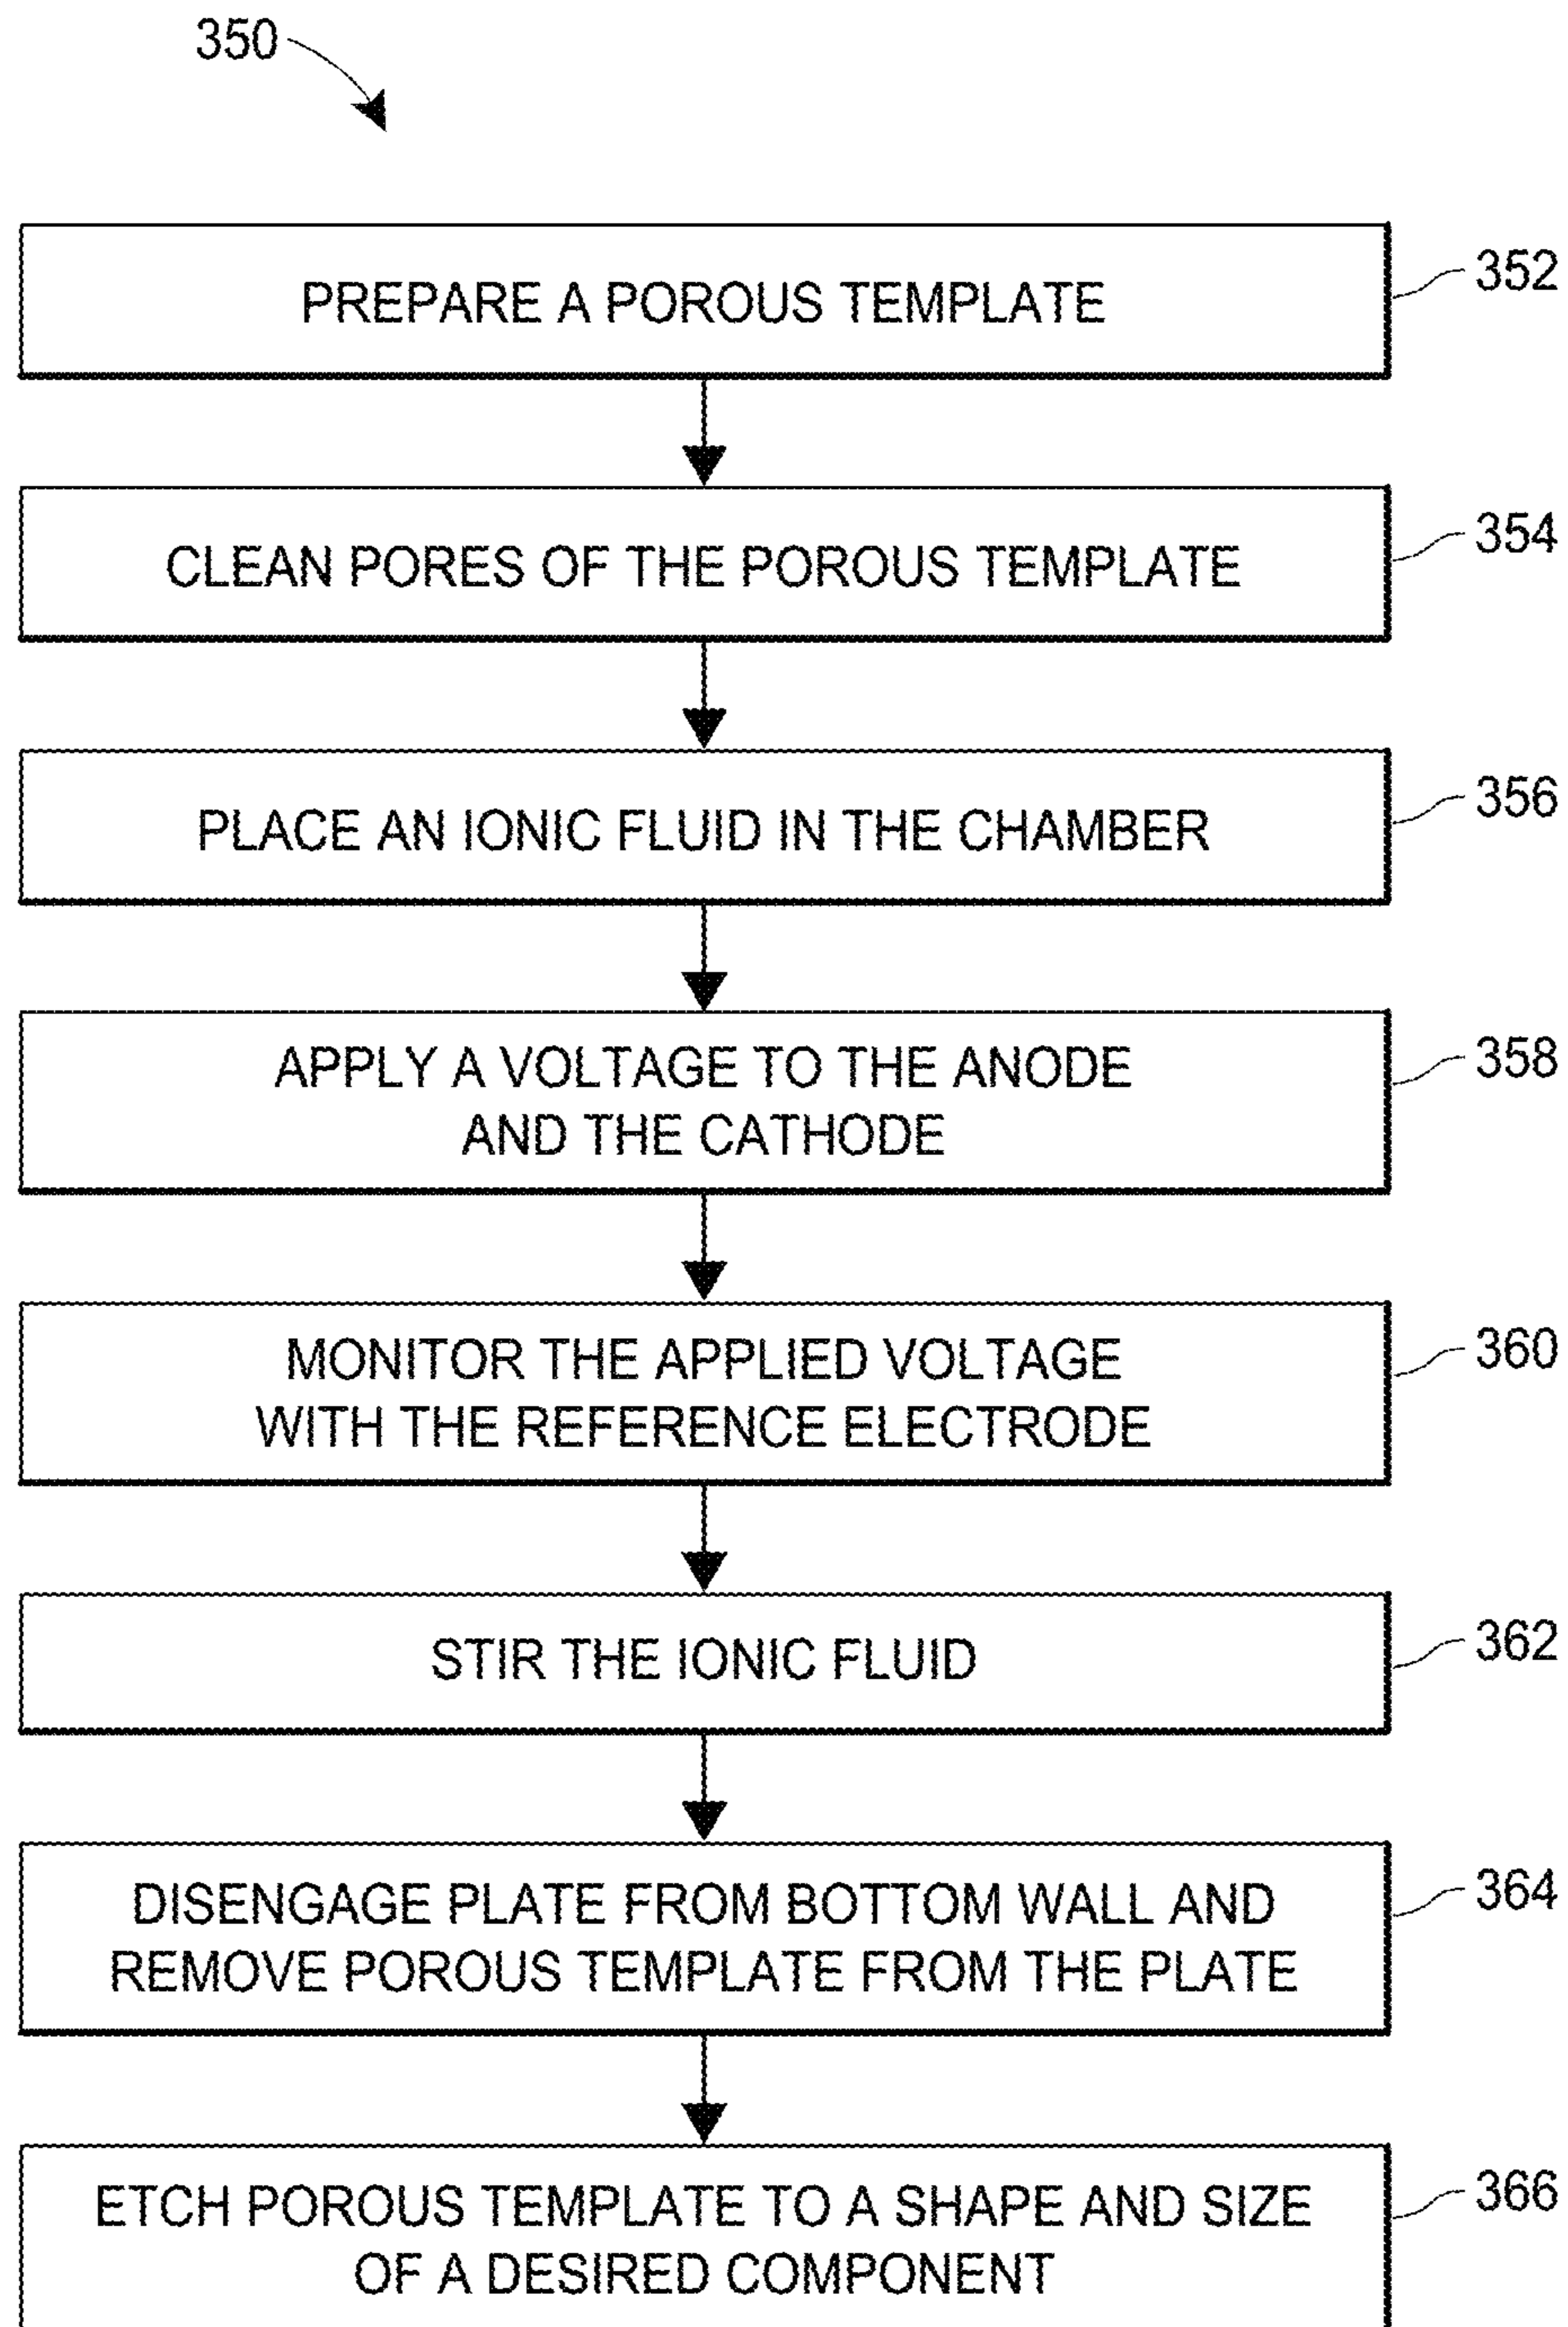 350
PREPARE A POROUS TEMPLATE
352
CLEAN PORES OF THE POROUS TEMPLATE
354
PLACE AN IONIC FLUID IN THE CHAMBER
356
APPLY A VOLTAGE TO THE ANODE
AND THE CATHODE
358
MONITOR THE APPLIED VOLTAGE
WITH THE REFERENCE ELECTRODE
360
STIR THE IONIC FLUID
362
DISENGAGE PLATE FROM BOTTOM WALL AND
REMOVE POROUS TEMPLATE FROM THE PLATE
364
ETCH POROUS TEMPLATE TO A SHAPE AND SIZE
OF A DESIRED COMPONENT
366